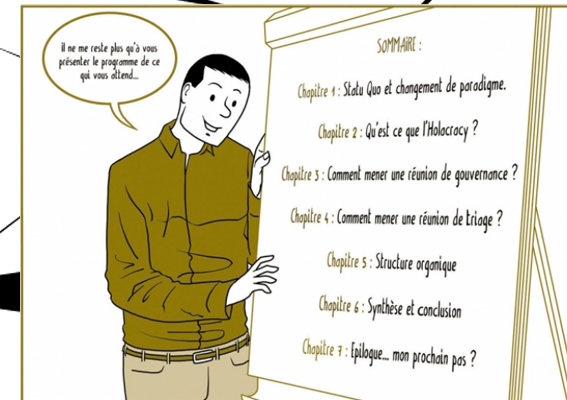 il ne me reste plus qu'à vous
présenter le programme de ce
qui vous attend...
SOMMAIRE :
Chapitre 1 : Statu Quo et changement de paradigme.
Chapitre 2 : Qu'est ce que l'Holacracy ?
Chapitre 3 : Comment mener une réunion de gouvernance ?
Chapitre 4 : Comment mener une réunion de triage ?
Chapitre 5 : Structure organique
Chapitre 6 : Synthèse et conclusion
Chapitre 7 : Epilogue... mon prochain pas ?